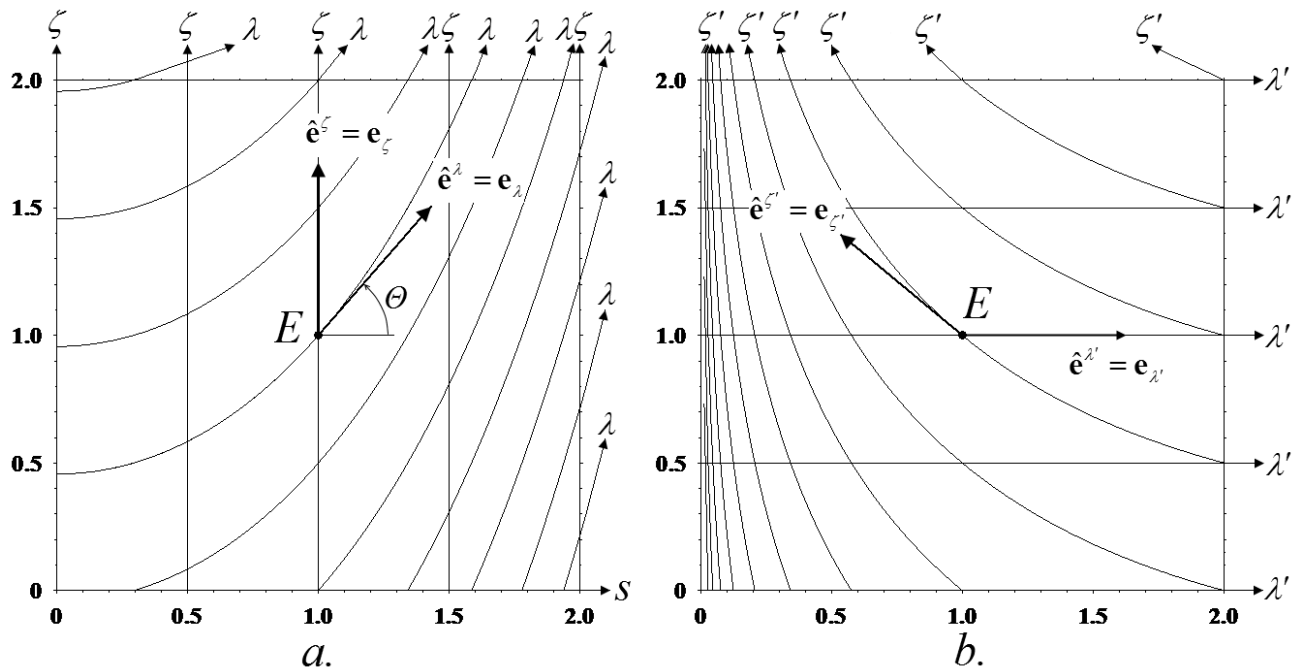 ζ ζ λ ζ λ λ ζ λ λ λ ζ λ
2.0
ê^ζ = e_ζ
ê^λ = e_λ
λ
1.5
λ
E
Θ
1.0
λ
0.5
λ
0
S
0.0 0.5 1.0 1.5 2.0
a.
ζ' ζ' ζ' ζ' ζ' ζ'
2.0 λ'
1.5 λ'
ê^ζ' = e_ζ'
E
1.0 λ'
ê^λ' = e_λ'
0.5 λ'
0 λ'
0.0 0.5 1.0 1.5 2.0
b.